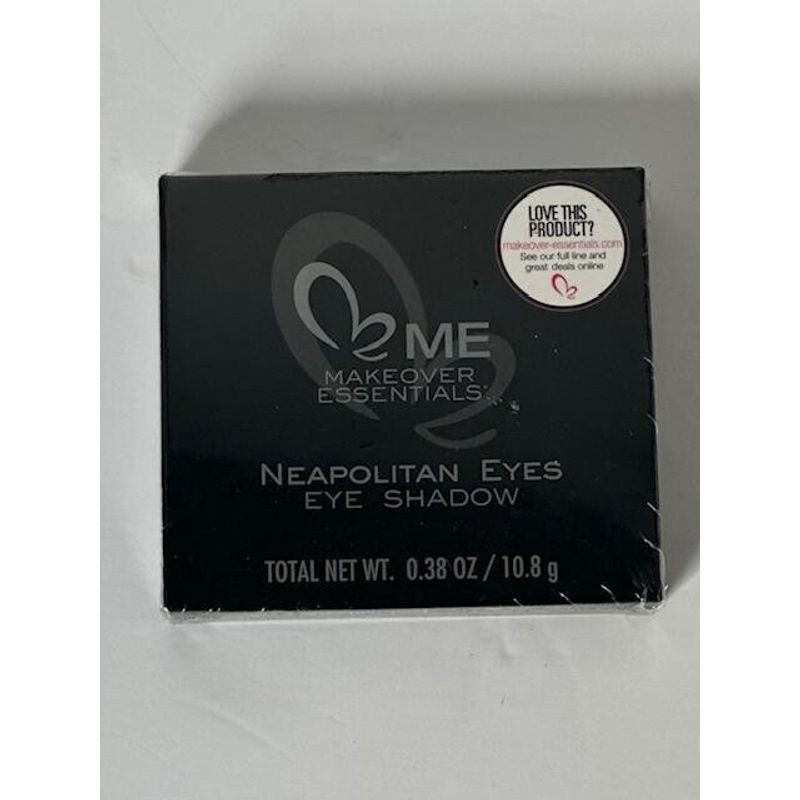 LOVE THIS
PRODUCT?
makeover-essentials.com
See our full line and
great deals online
ME
MAKEOVER
ESSENTIALS
NEAPOLITAN EYES
EYE SHADOW
TOTAL NET WT. 0.38 OZ / 10.8 g